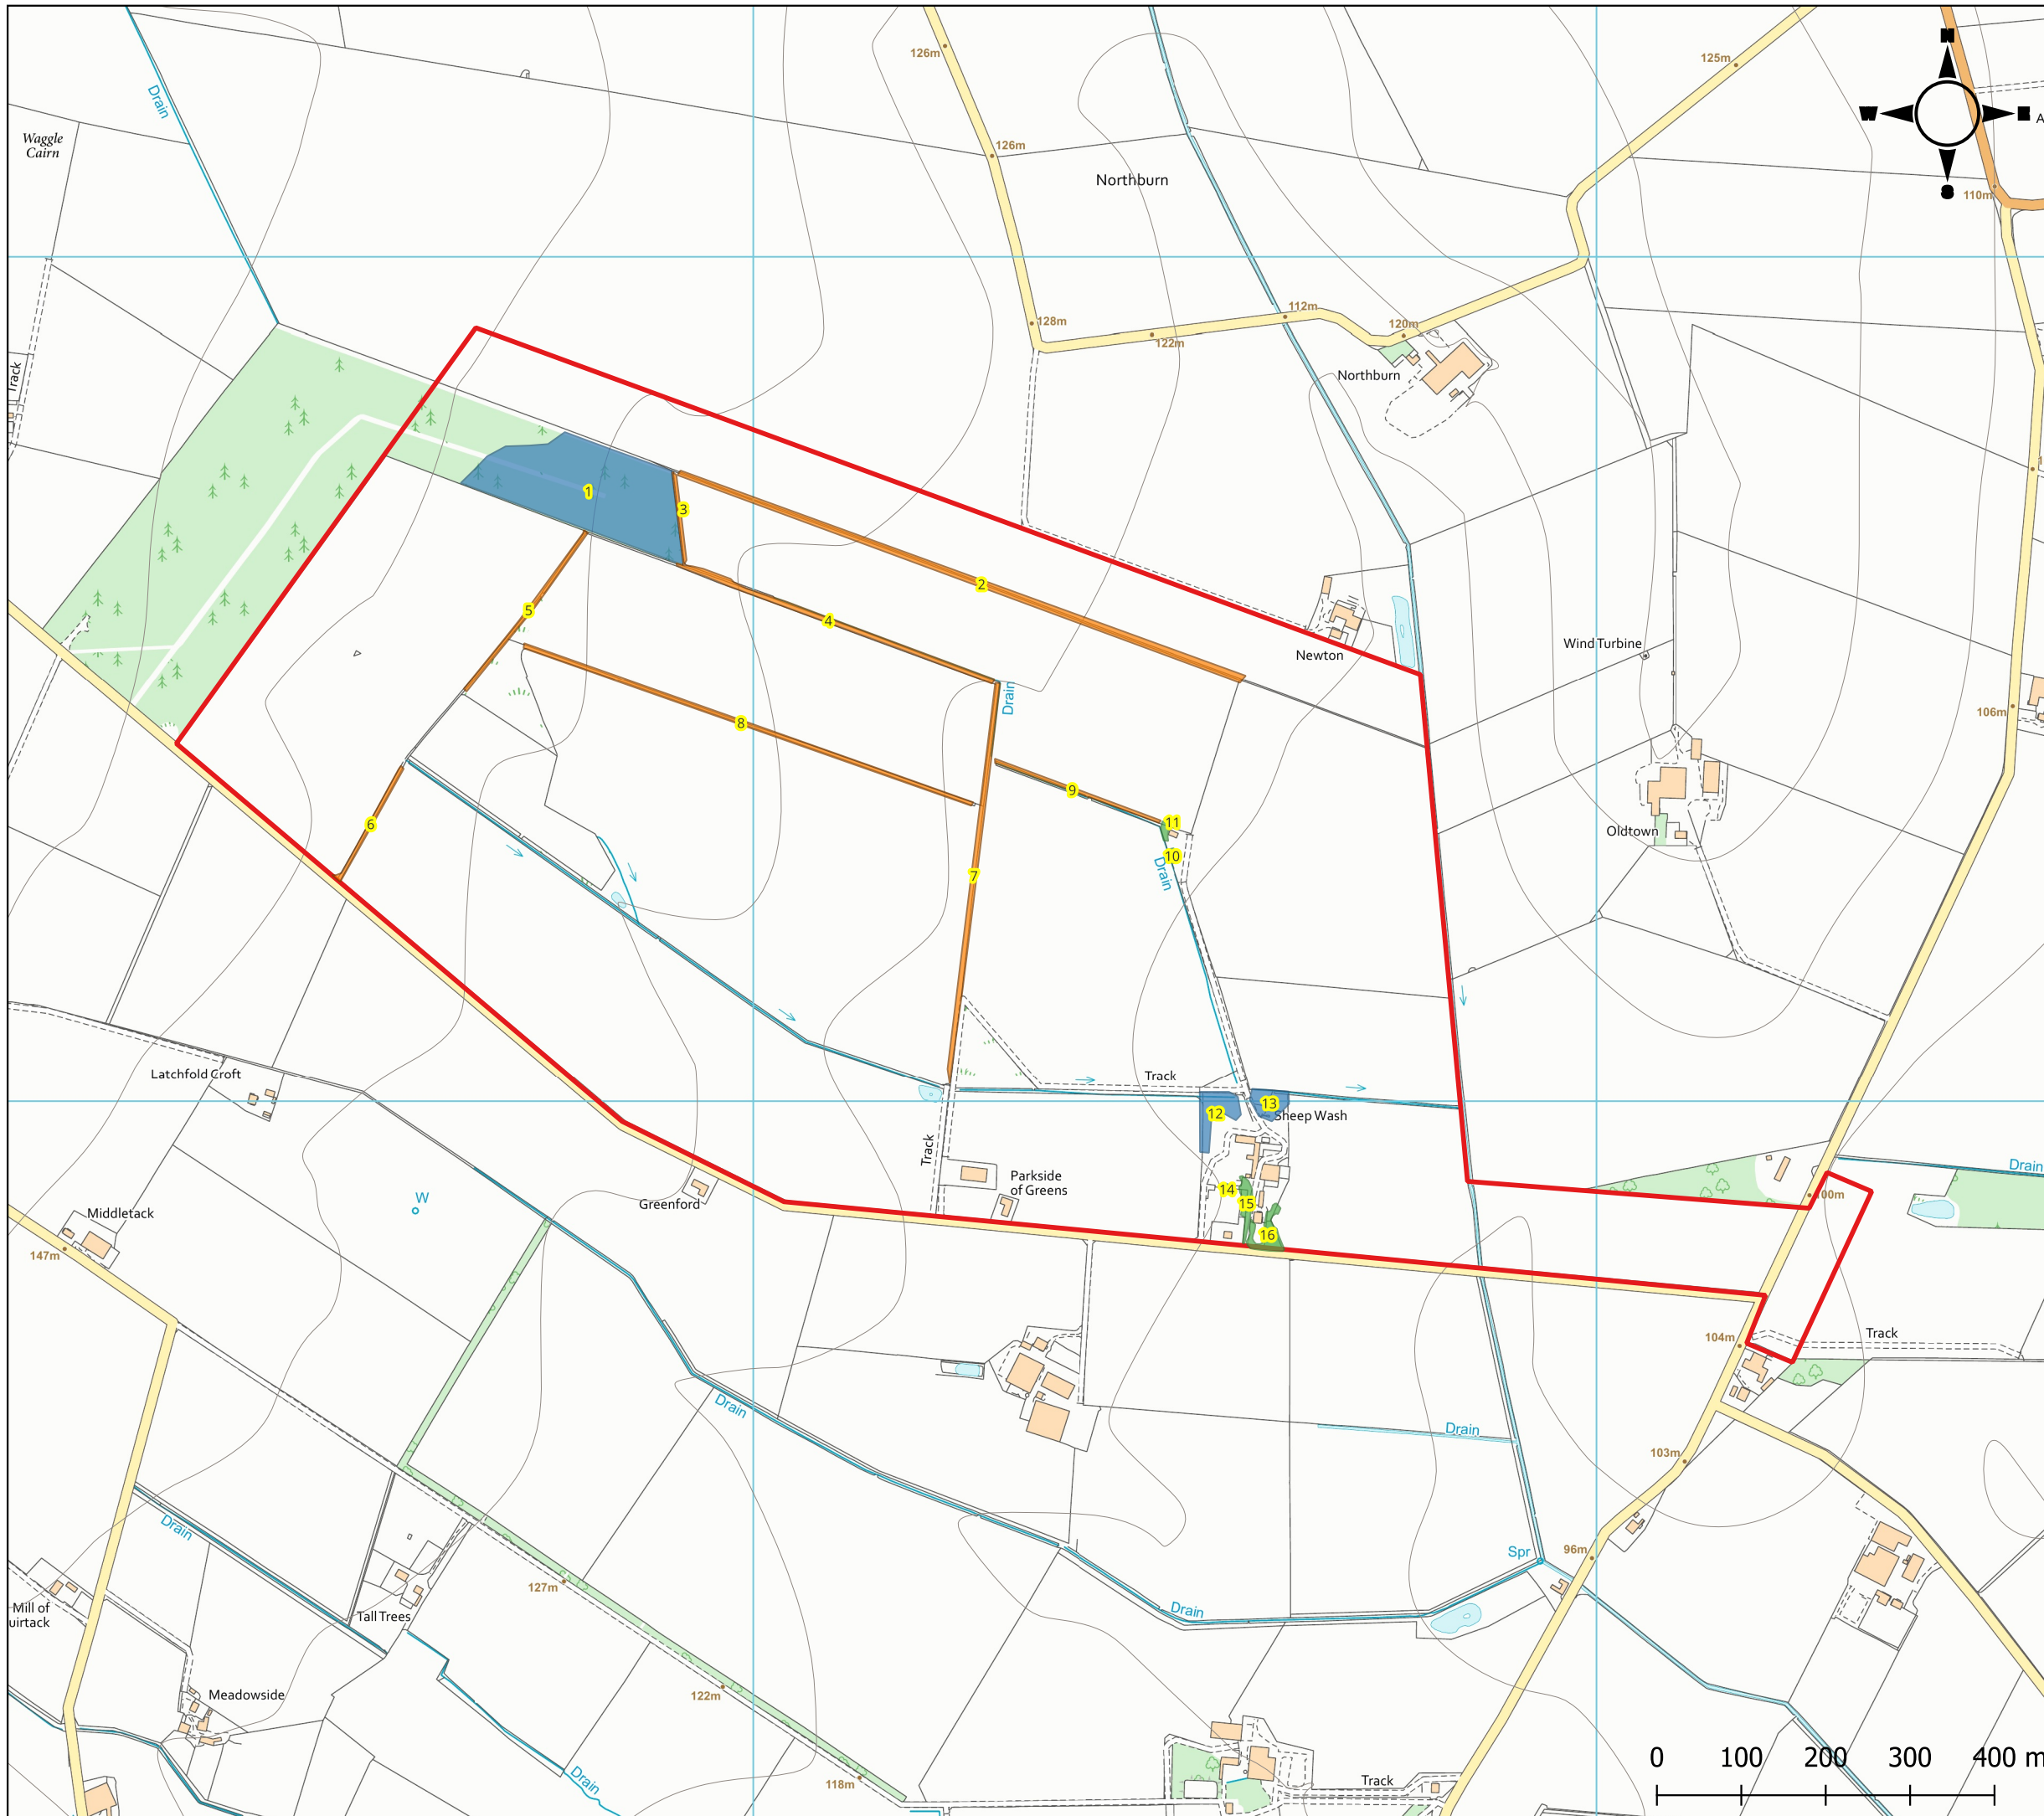 126m
125m
N
Drain
W
E
A
Waggle
Cairn
126m
Northburn
S
110m
112m
128m
120m
122m
Track
Northburn
1
3
2
5
4
Wind Turbine
Newton
Drain
106m
8
9
6
11
Oldtown
10
Drain
7
Latchfold Croft
Track
12
13
Sheep Wash
Track
Parkside
of Greens
Drain
14
100m
W
Greenford
15
Middletack
16
147m
104m
Track
Drain
Drain
103m
Drain
Spr
96m
127m
Drain
Mill of
uirtack
Tall Trees
Meadowside
122m
0 100 200 300 400 m
118m
Drain
Track